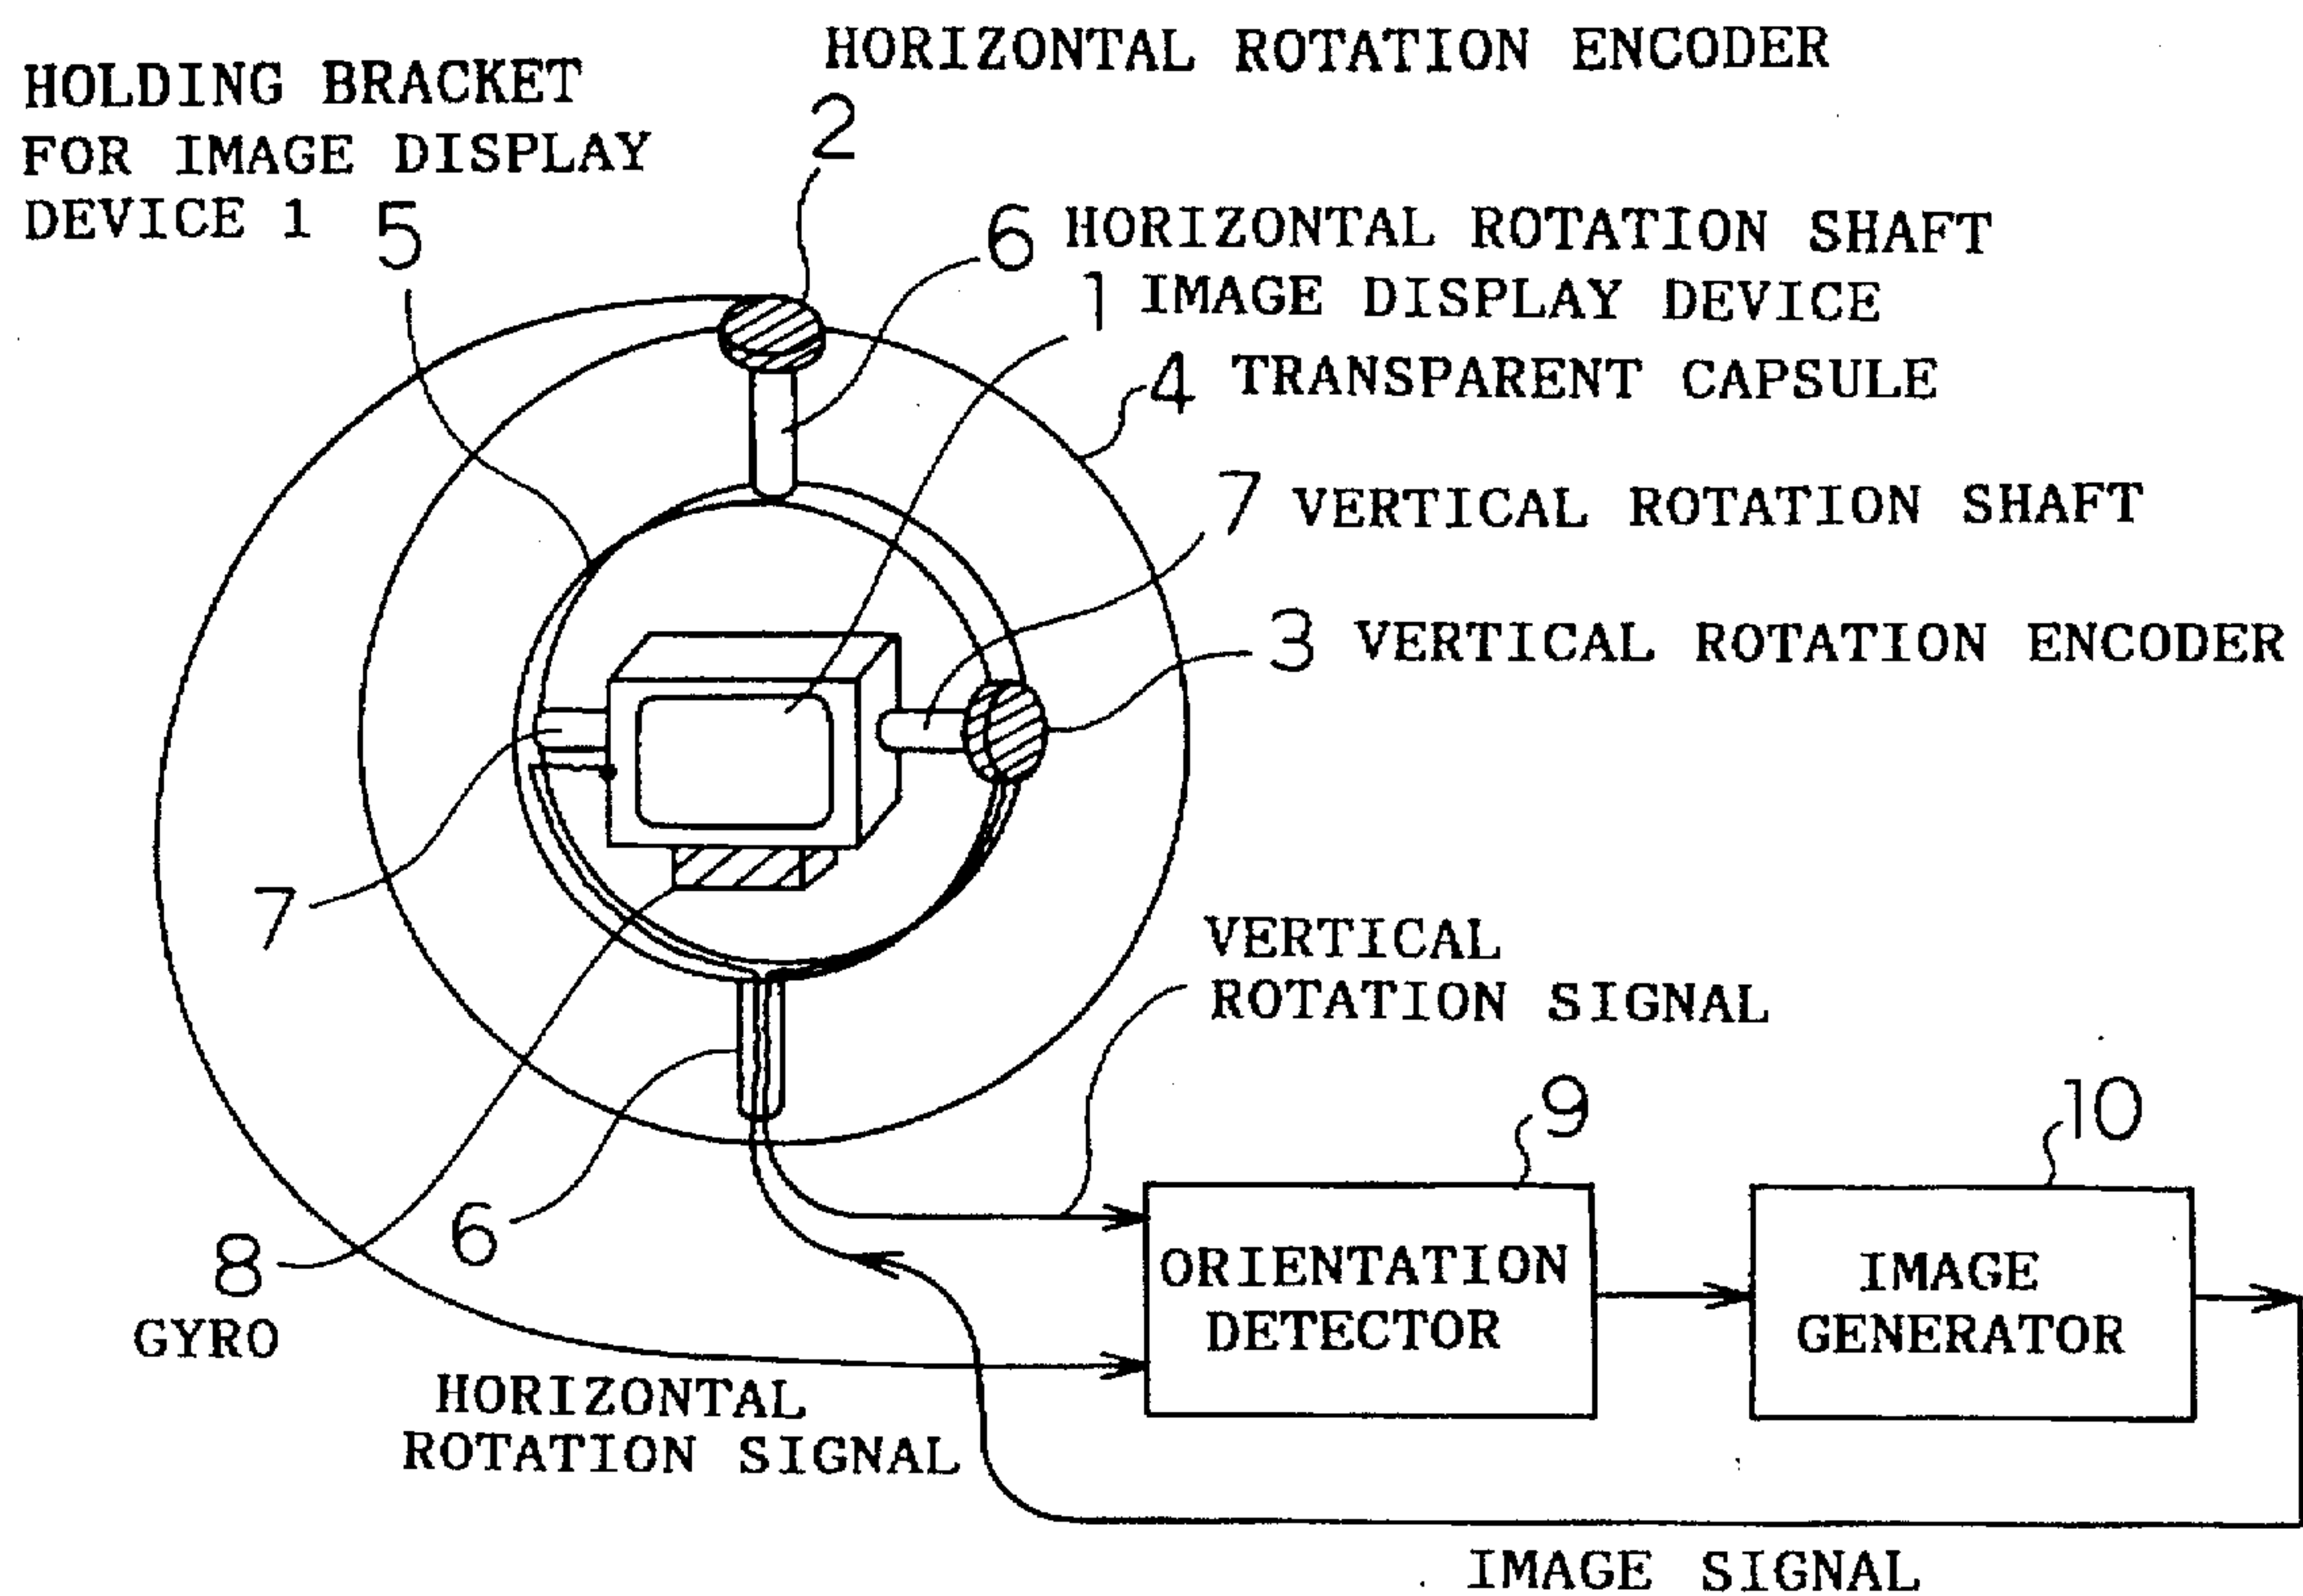 HORIZONTAL ROTATION ENCODER
HOLDING BRACKET
FOR IMAGE DISPLAY
DEVICE 1
5
2
6 HORIZONTAL ROTATION SHAFT
1 IMAGE DISPLAY DEVICE
4 TRANSPARENT CAPSULE
7 VERTICAL ROTATION SHAFT
3 VERTICAL ROTATION ENCODER
7
VERTICAL
ROTATION SIGNAL
9
10
6
8
GYRO
ORIENTATION
DETECTOR
IMAGE
GENERATOR
HORIZONTAL
ROTATION SIGNAL
IMAGE SIGNAL